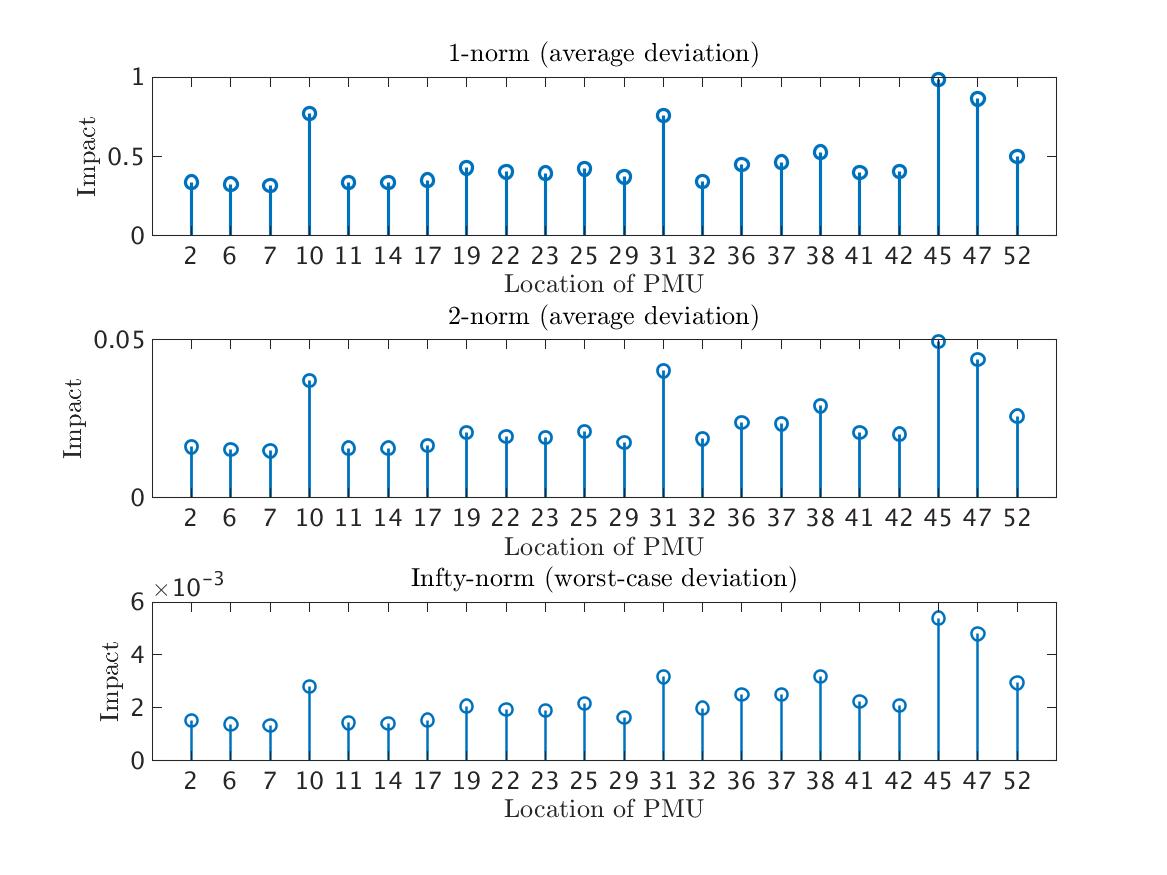 1-norm (average deviation)
1
0.5
0
Impact
2 6 7 10 11 14 17 19 22 23 25 29 31 32 36 37 38 41 42 45 47 52
Location of PMU
2-norm (average deviation)
0.05
0
Impact
2 6 7 10 11 14 17 19 22 23 25 29 31 32 36 37 38 41 42 45 47 52
Location of PMU
Infty-norm (worst-case deviation)
×10⁻³
6
4
2
0
Impact
2 6 7 10 11 14 17 19 22 23 25 29 31 32 36 37 38 41 42 45 47 52
Location of PMU